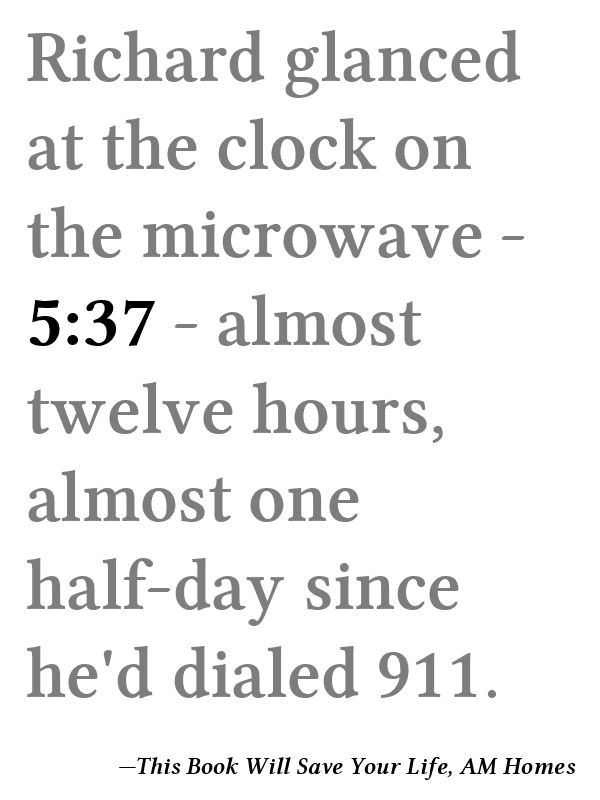 Richard glanced
at the clock on
the microwave -
5:37 - almost
twelve hours,
almost one
half-day since
he'd dialed 911.
—This Book Will Save Your Life, AM Homes